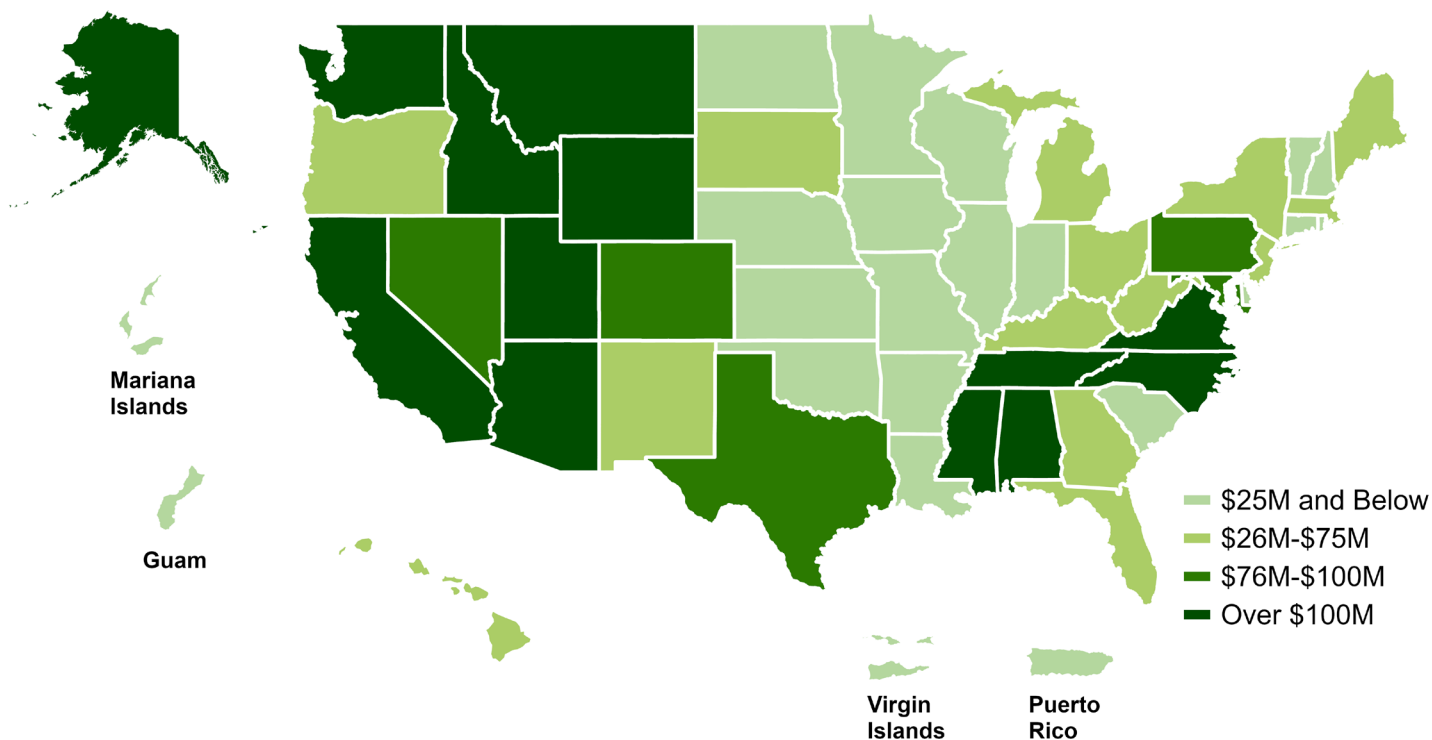 Mariana
Islands
Guam
$25M and Below
$26M-$75M
$76M-$100M
Over $100M
Virgin
Islands
Puerto
Rico